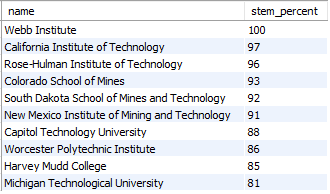 name stem_percent
Webb Institute 100
California Institute of Technology 97
Rose-Hulman Institute of Technology 96
Colorado School of Mines 93
South Dakota School of Mines and Technology 92
New Mexico Institute of Mining and Technology 91
Capitol Technology University 88
Worcester Polytechnic Institute 86
Harvey Mudd College 85
Michigan Technological University 81